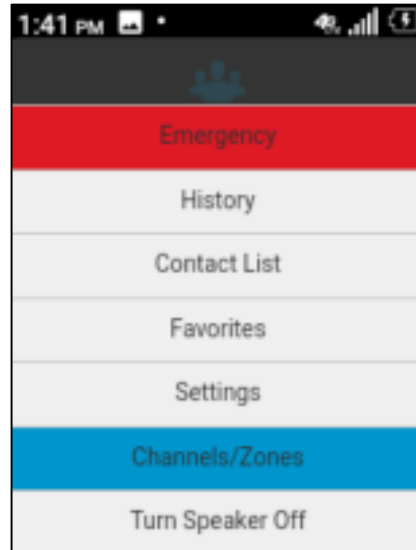 1:41 PM
Emergency
History
Contact List
Favorites
Settings
Channels/Zones
Turn Speaker Off